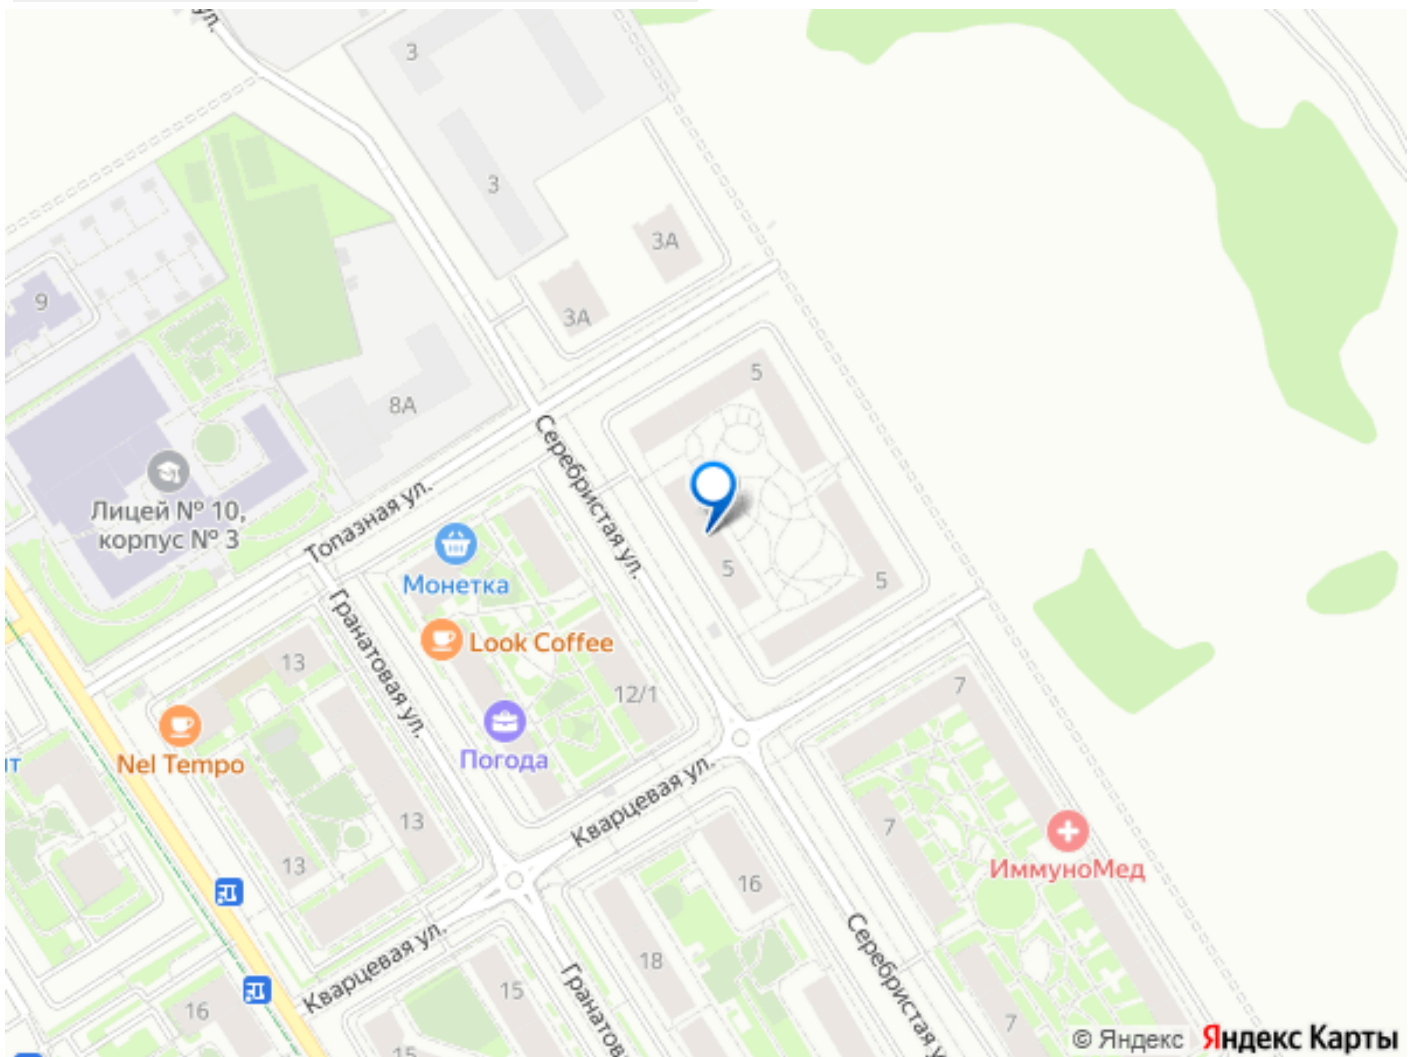 ул.
3
3
3А
3А
9
5
8А
Серебристая ул.
Лицей № 10,
корпус № 3
Топазная ул.
Монетка
5
5
Гранатовая ул.
Look Coffee
13
12/1
7
Погода
Nel Tempo
13
Кварцевая ул.
7
13
ИммуноМед
16
Серебристая у
Кварцевая ул.
18
15
Гранатов
16
7
15
© Яндекс Яндекс Карты